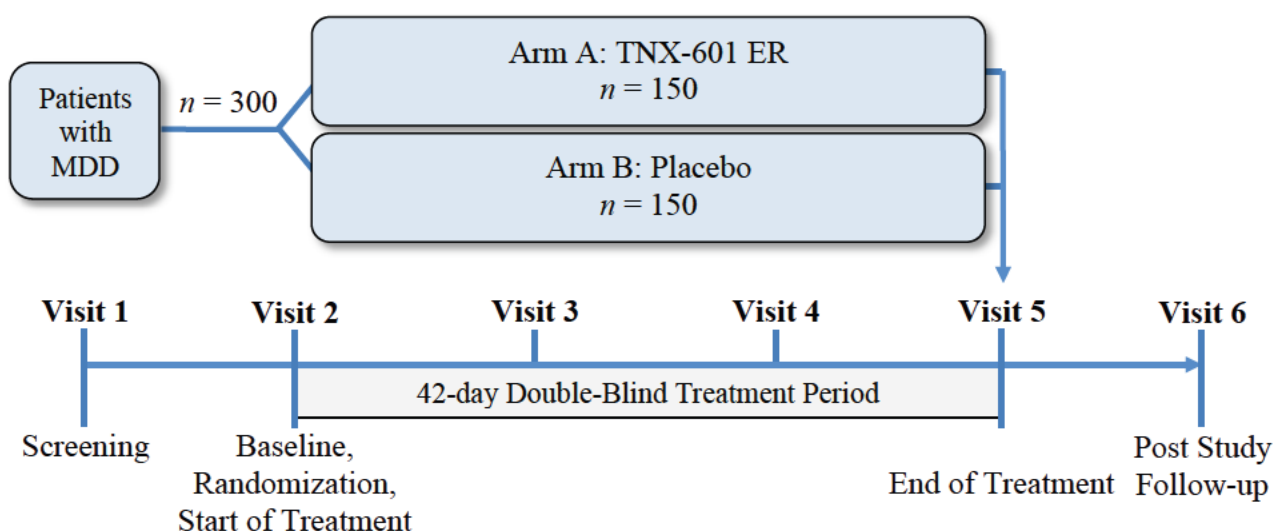 Patients
with
MDD
n = 300
Arm A: TNX-601 ER
n = 150
Arm B: Placebo
n = 150
Visit 1
Visit 2
Visit 3
Visit 4
Visit 5
Visit 6
42-day Double-Blind Treatment Period
Screening
Baseline,
Randomization,
Start of Treatment
End of Treatment
Post Study
Follow-up